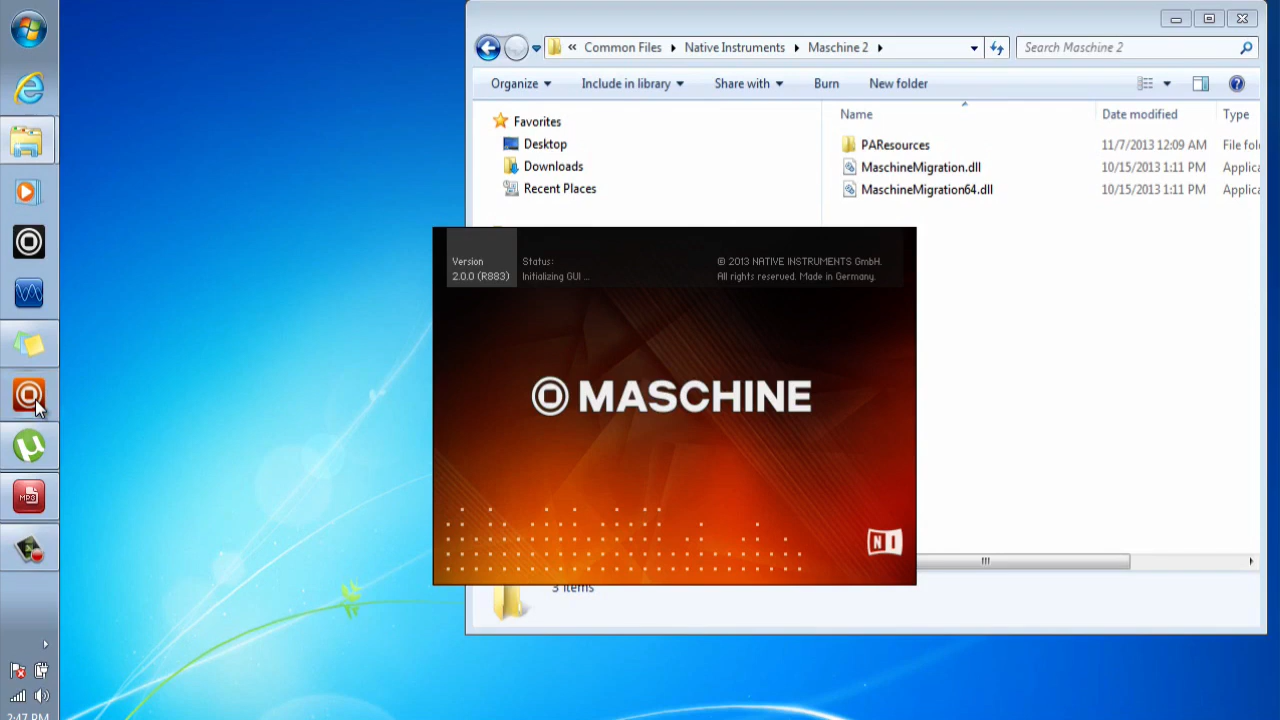 « Common Files Native Instruments Maschine 2
Search Maschine 2
Organize Include in library Share with Burn New folder
Favorites
Desktop
Downloads
Recent Places
Name Date modified Type
PAResources 11/7/2013 12:09 AM File fol
MaschineMigration.dll 10/15/2013 1:11 PM Applica
MaschineMigration64.dll 10/15/2013 1:11 PM Applica
Version
2.0.0 (R883)
Status:
Initializing GUI ...
© 2013 NATIVE INSTRUMENTS GmbH.
All rights reserved. Made in Germany.
MASCHINE
NI
3 items
MP3
2:47 PM